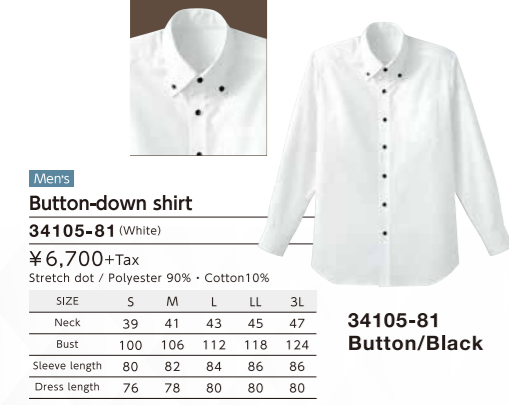 Men's
Button-down shirt
34105-81 (White)
¥6,700+Tax
Stretch dot / Polyester 90%・Cotton10%
SIZE S M L LL 3L
Neck 39 41 43 45 47
Bust 100 106 112 118 124
Sleeve length 80 82 84 86 86
Dress length 76 78 80 80 80
34105-81
Button/Black